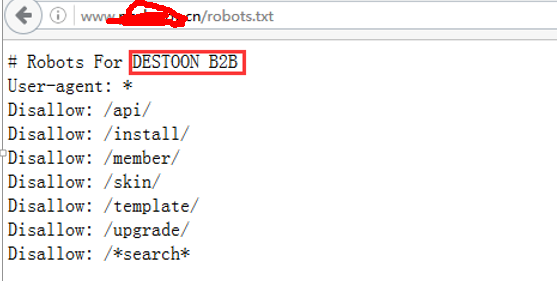 www.cn/robots.txt
# Robots For DESTOON B2B
User-agent: *
Disallow: /api/
Disallow: /install/
Disallow: /member/
Disallow: /skin/
Disallow: /template/
Disallow: /upgrade/
Disallow: /*search*